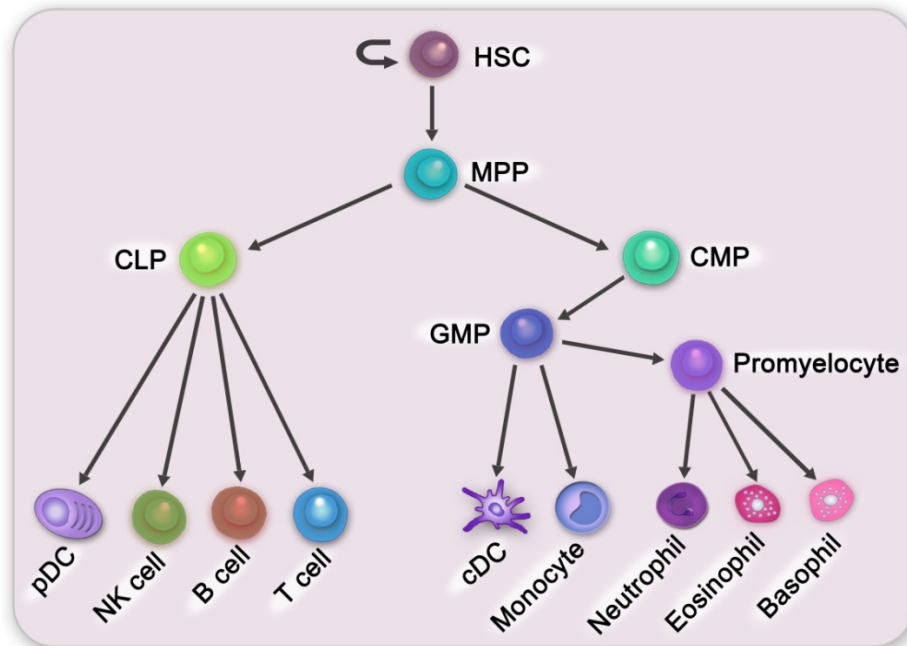 HSC
MPP
CLP
CMP
GMP
Promyelocyte
pDC
NK cell
B cell
T cell
cDC
Monocyte
Neutrophil
Eosinophil
Basophil